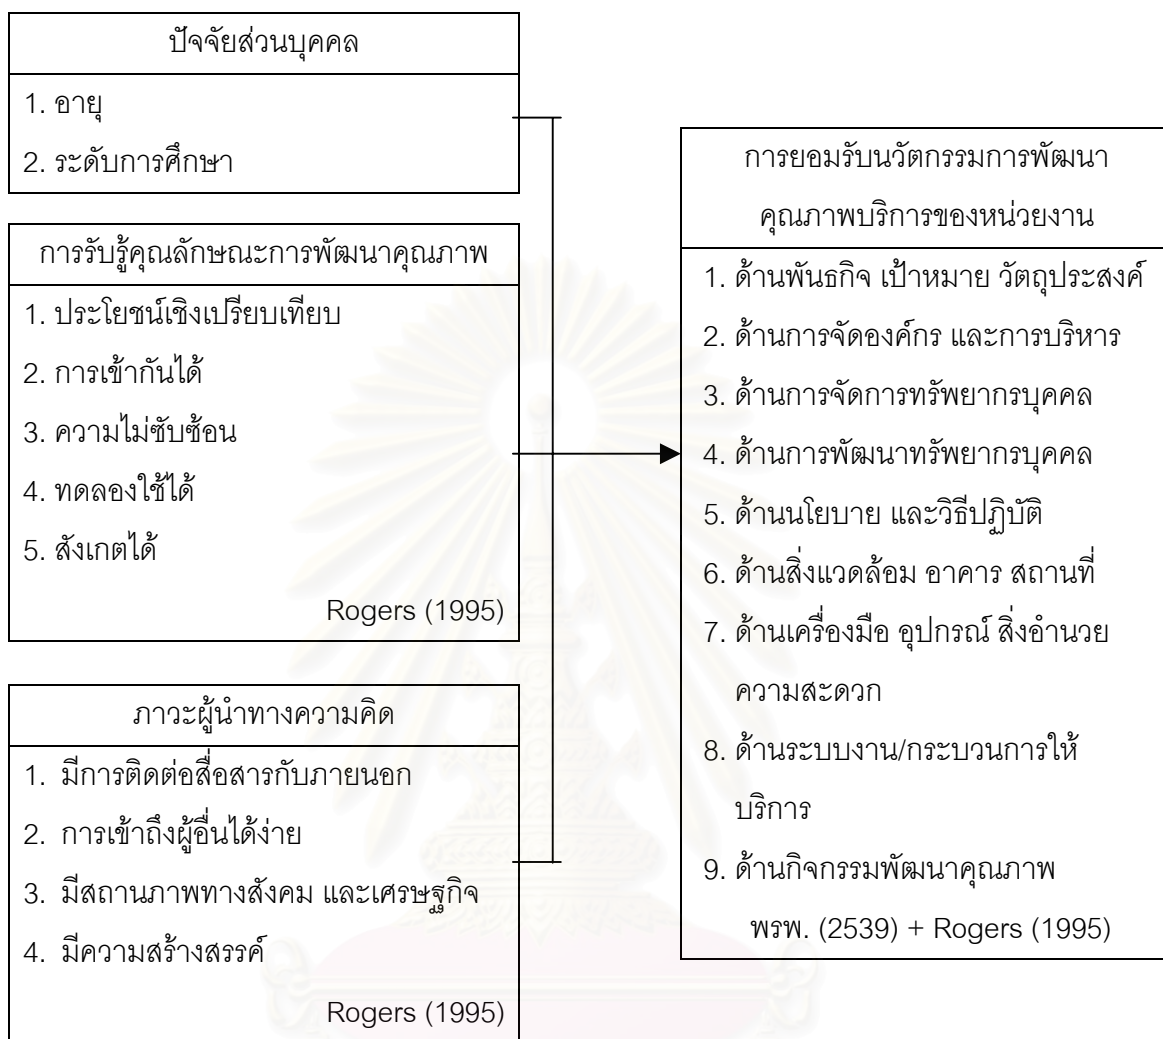 ปัจจัยส่วนบุคคล
1. อายุ
2. ระดับการศึกษา
การรับรู้คุณลักษณะการพัฒนาคุณภาพ
1. ประโยชน์เชิงเปรียบเทียบ
2. การเข้ากันได้
3. ความไม่ซับซ้อน
4. ทดลองใช้ได้
5. สังเกตได้
Rogers (1995)
ภาวะผู้นำทางความคิด
1. มีการติดต่อสื่อสารกับภายนอก
2. การเข้าถึงผู้อื่นได้ง่าย
3. มีสถานภาพทางสังคม และเศรษฐกิจ
4. มีความสร้างสรรค์
Rogers (1995)
การยอมรับนวัตกรรมการพัฒนา
คุณภาพบริการของหน่วยงาน
1. ด้านพันธกิจ เป้าหมาย วัตถุประสงค์
2. ด้านการจัดองค์กร และการบริหาร
3. ด้านการจัดการทรัพยากรบุคคล
4. ด้านการพัฒนาทรัพยากรบุคคล
5. ด้านนโยบาย และวิธีปฏิบัติ
6. ด้านสิ่งแวดล้อม อาคาร สถานที่
7. ด้านเครื่องมือ อุปกรณ์ สิ่งอำนวย
ความสะดวก
8. ด้านระบบงาน/กระบวนการให้
บริการ
9. ด้านกิจกรรมพัฒนาคุณภาพ
พรพ. (2539) + Rogers (1995)